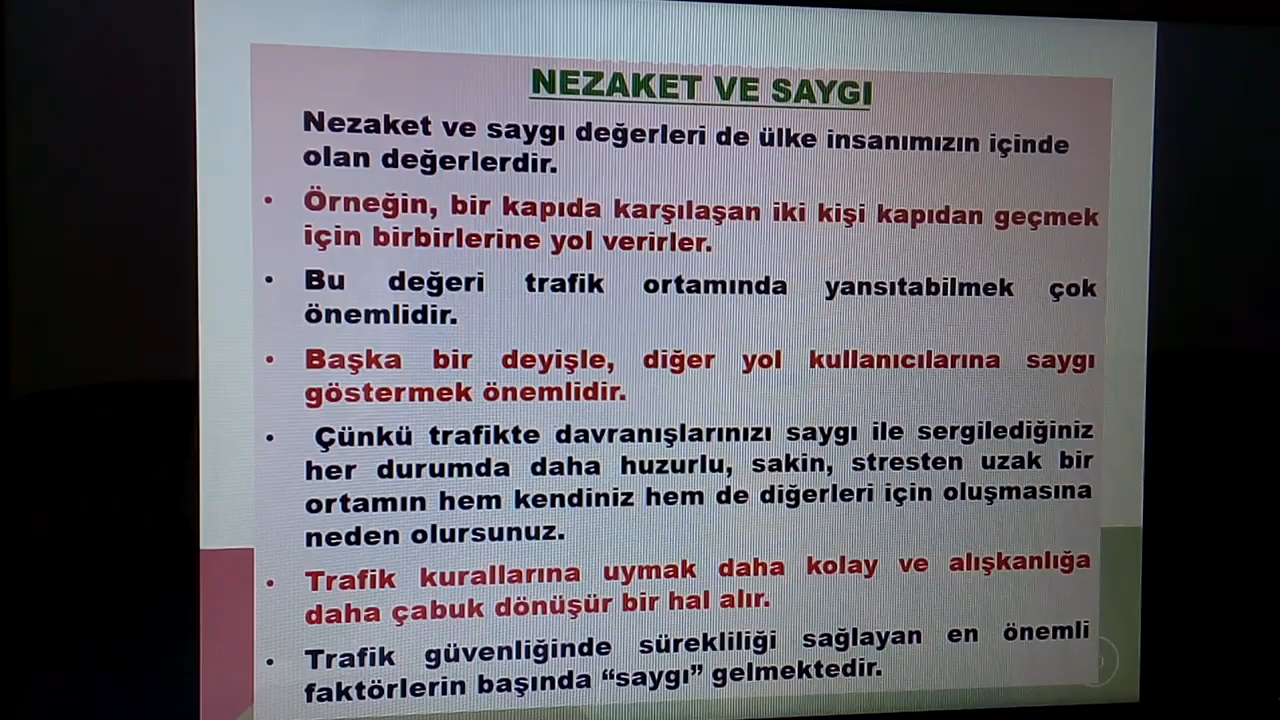 NEZAKET VE SAYGI
Nezaket ve saygı değerleri de ülke insanımızın içinde
olan değerlerdir.
• Örneğin, bir kapıda karşılaşan iki kişi kapıdan geçmek
için birbirlerine yol verirler.
• Bu değeri trafik ortamında yansıtabilmek çok
önemlidir.
• Başka bir deyişle, diğer yol kullanıcılarına saygı
göstermek önemlidir.
• Çünkü trafikte davranışlarınızı saygı ile sergilediğiniz
her durumda daha huzurlu, sakin, stresten uzak bir
ortamın hem kendiniz hem de diğerleri için oluşmasına
neden olursunuz.
• Trafik kurallarına uymak daha kolay ve alışkanlığa
daha çabuk dönüşür bir hal alır.
• Trafik güvenliğinde sürekliliği sağlayan en önemli
faktörlerin başında “saygı” gelmektedir.